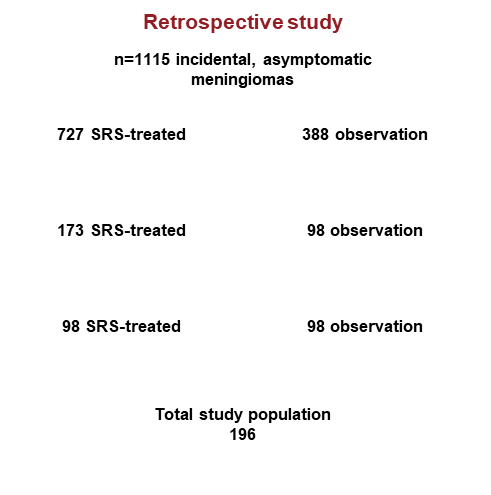 Retrospective study
n=1115 incidental, asymptomatic
meningiomas
727 SRS-treated 388 observation
173 SRS-treated 98 observation
98 SRS-treated 98 observation
Total study population
196